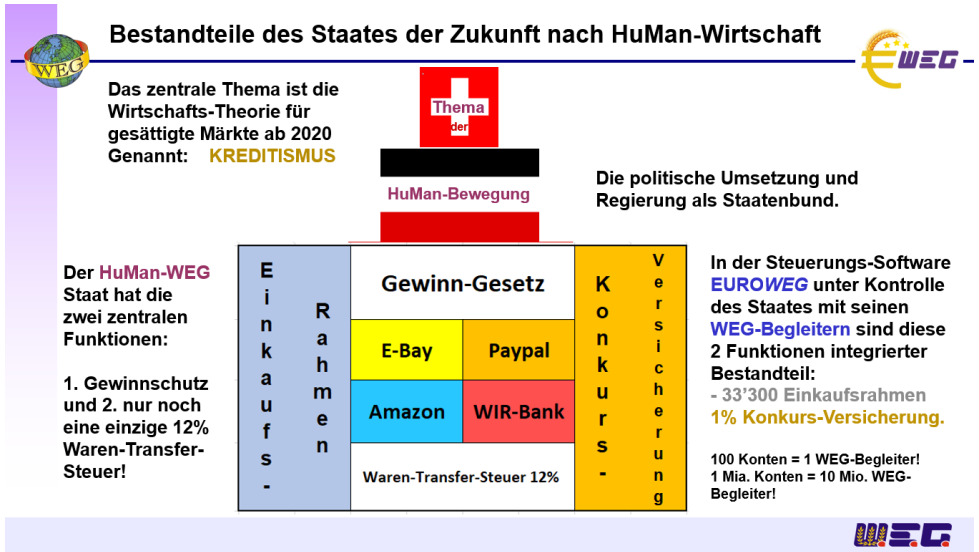 Bestandteile des Staates der Zukunft nach HuMan-Wirtschaft
WEG
€WEG
Das zentrale Thema ist die
Wirtschafts-Theorie für
gesättigte Märkte ab 2020
Genannt: KREDITISMUS
Thema
der
HuMan-Bewegung
Die politische Umsetzung und
Regierung als Staatenbund.
Der HuMan-WEG
Staat hat die
zwei zentralen
Funktionen:
1. Gewinnschutz
und 2. nur noch
eine einzige 12%
Waren-Transfer-
Steuer!
Einkaufs-
Rahmen
Gewinn-Gesetz
E-Bay
Paypal
Amazon
WIR-Bank
Waren-Transfer-Steuer 12%
Konkurs-
Versicherung
In der Steuerungs-Software
EUROWEG unter Kontrolle
des Staates mit seinen
WEG-Begleitern sind diese
2 Funktionen integrierter
Bestandteil:
- 33’300 Einkaufsrahmen
1% Konkurs-Versicherung.
100 Konten = 1 WEG-Begleiter!
1 Mia. Konten = 10 Mio. WEG-
Begleiter!
W.E.G.